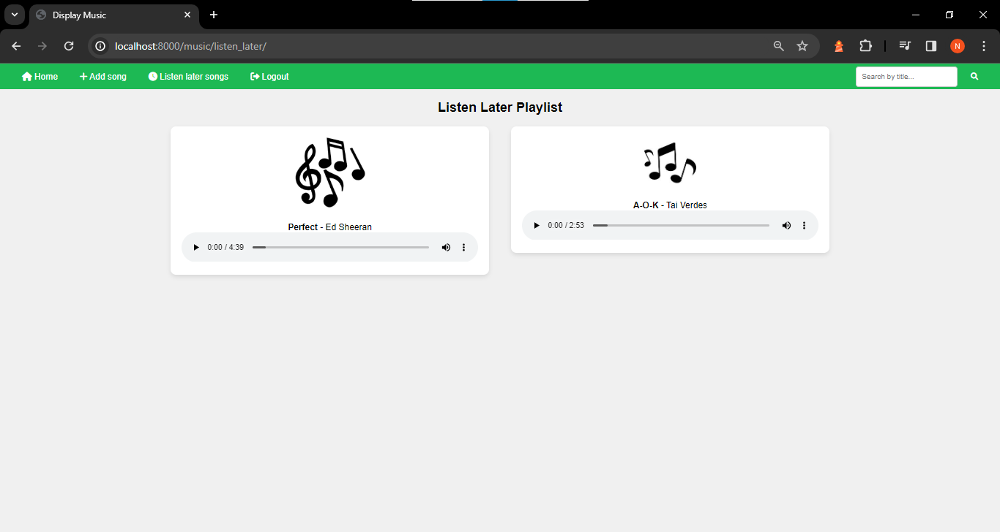 Display Music
localhost:8000/music/listen_later/
N
Home Add song Listen later songs Logout Search by title...
Listen Later Playlist
Perfect - Ed Sheeran
0:00 / 4:39
A-O-K - Tai Verdes
0:00 / 2:53